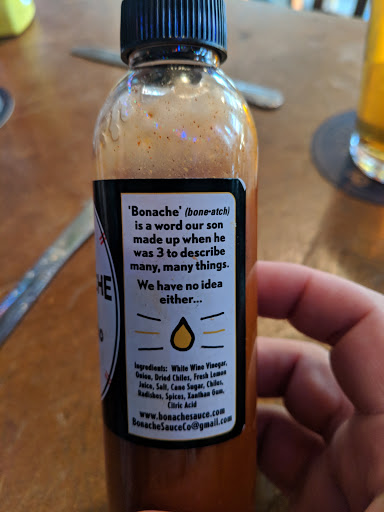 'Bonache' (bone-atch)
is a word our son
made up when he
was 3 to describe
many, many things.
We have no idea
either...
Ingredients: White Wine Vinegar,
Onion, Dried Chiles, Fresh Lemon
Juice, Salt, Cane Sugar, Chiles,
Radishes, Spices, Xanthan Gum,
Citric Acid
www.bonachesauce.com
BonacheSauceCo@gmail.com
HE